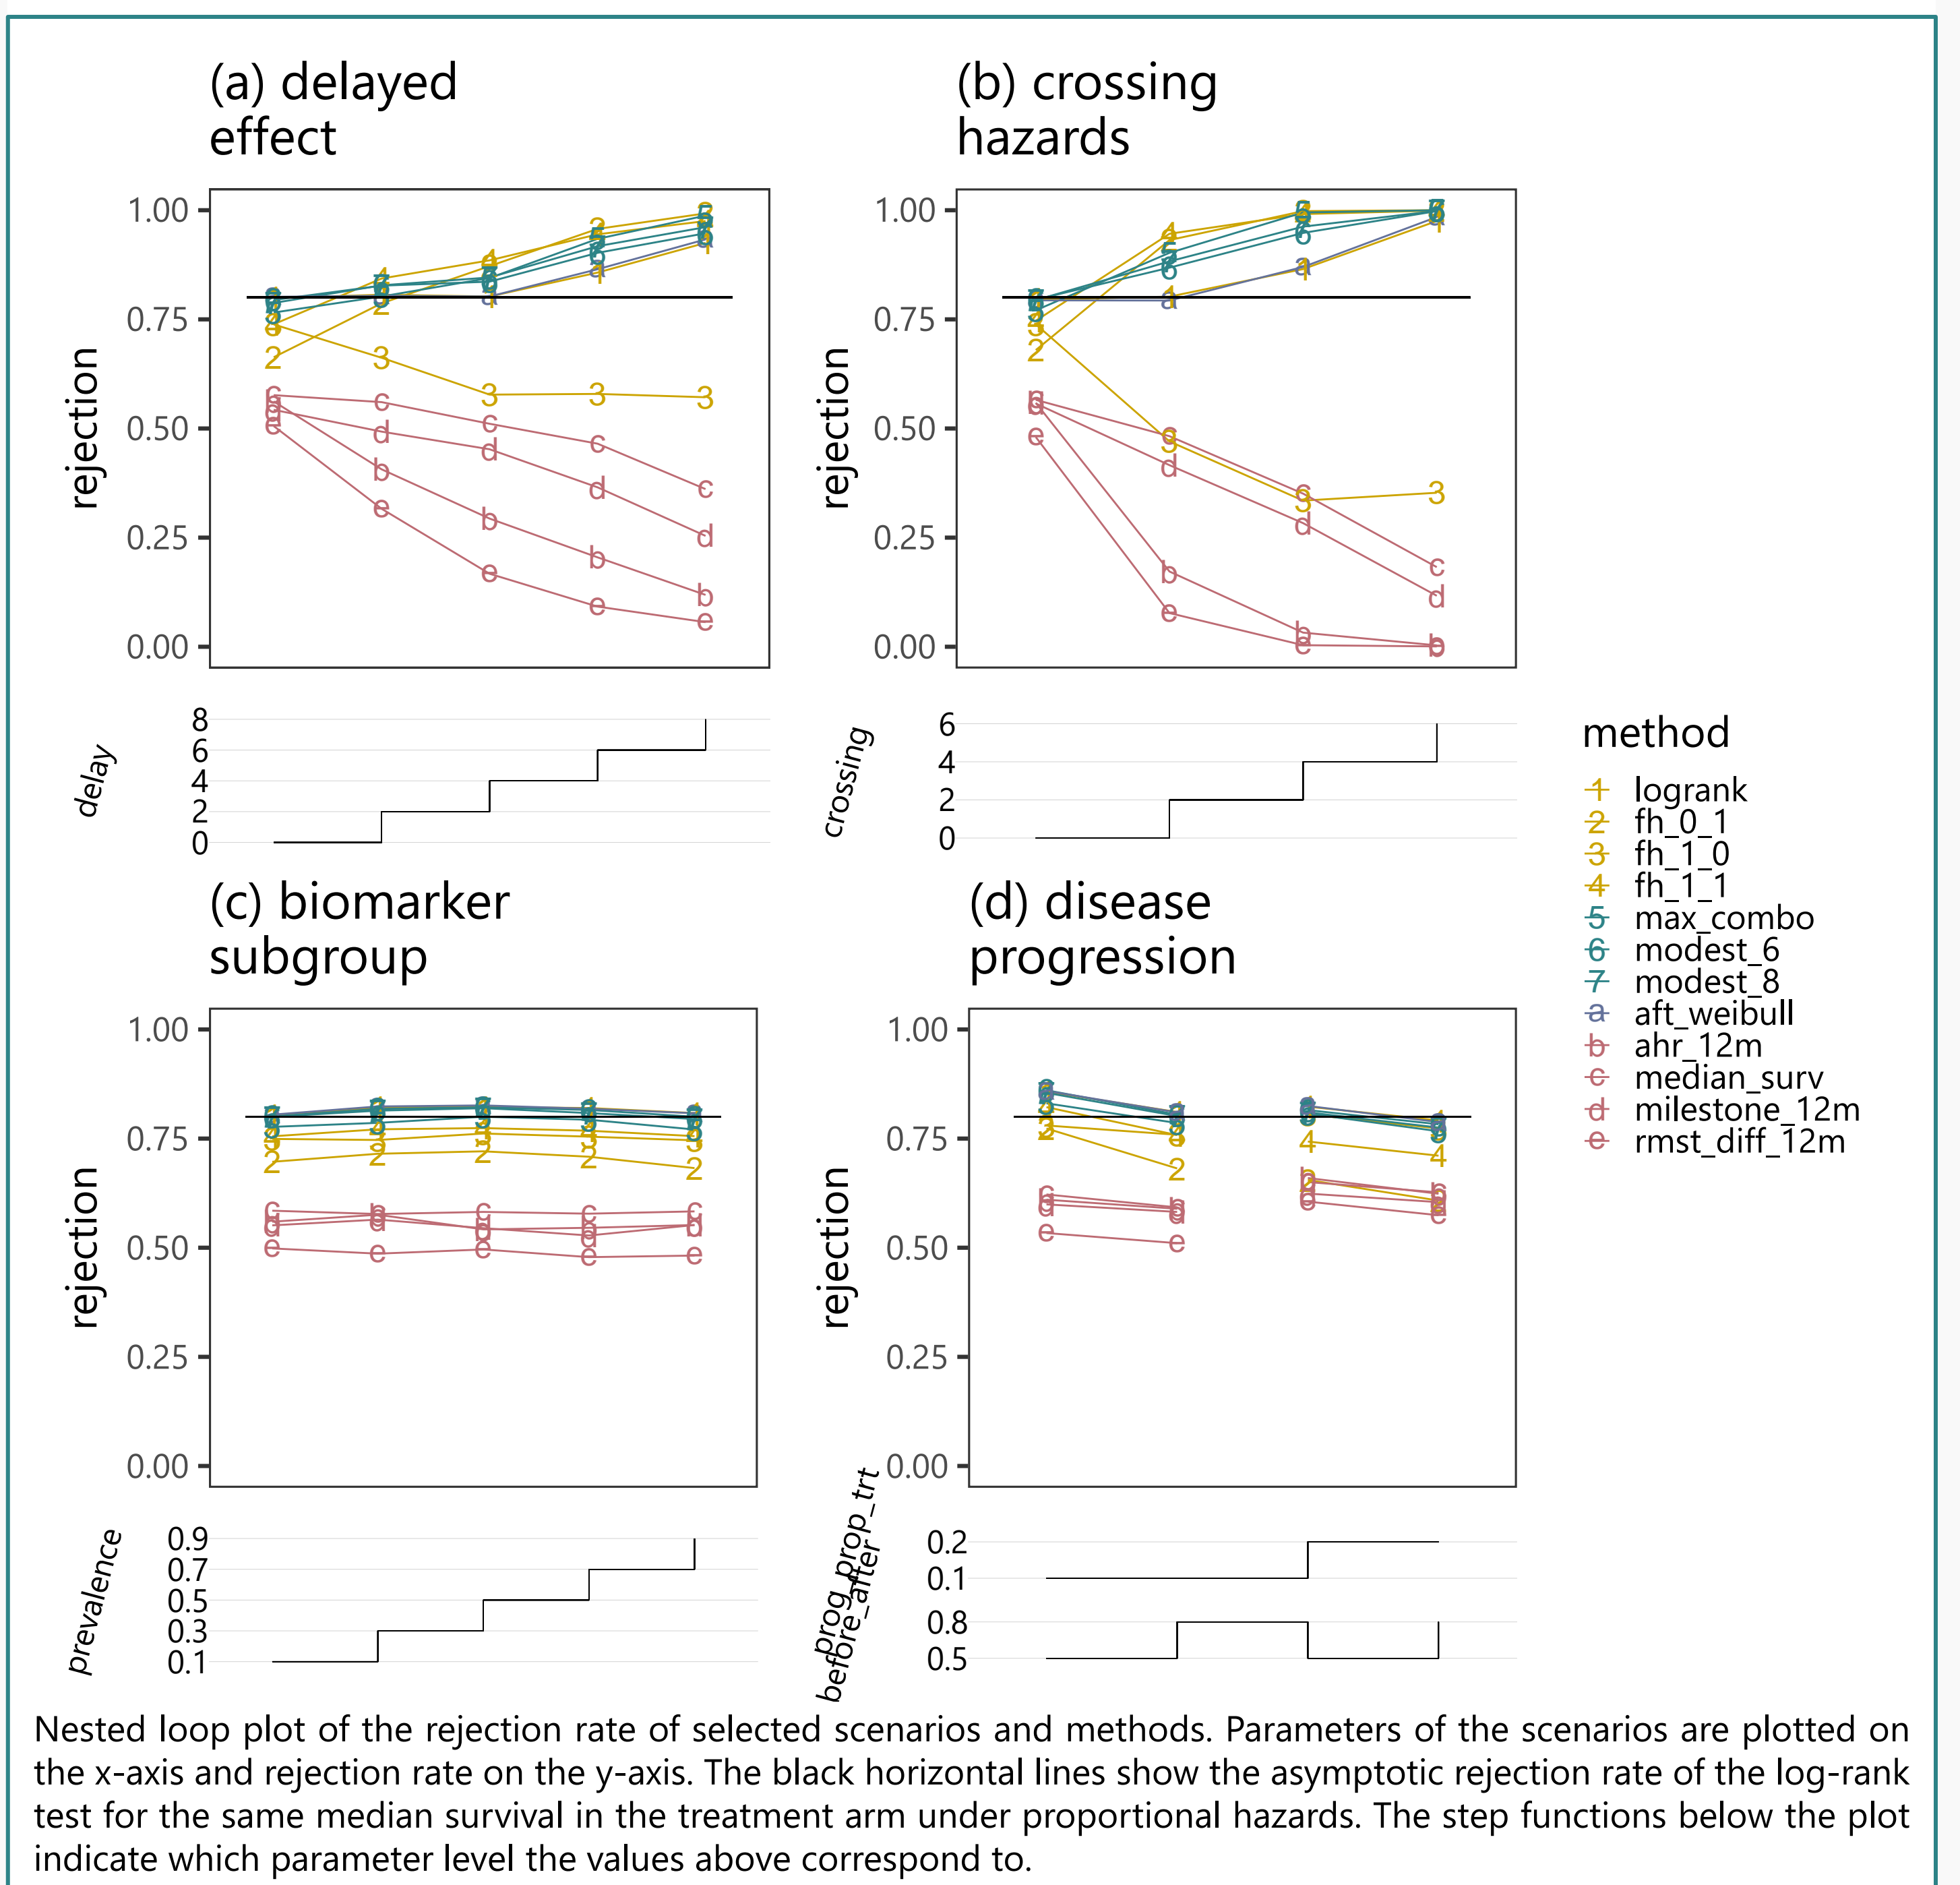 (a) delayed
effect
1.00
0.75
0.50
0.25
0.00
rejection
8
6
4
2
0
delay
(b) crossing
hazards
1.00
0.75
0.50
0.25
0.00
rejection
6
4
2
0
crossing
method
1 logrank
2 fh_0_1
3 fh_1_0
4 fh_1_1
5 max_combo
6 modest_6
7 modest_8
a aft_weibull
b ahr_12m
c median_surv
d milestone_12m
e rmst_diff_12m
(c) biomarker
subgroup
1.00
0.75
0.50
0.25
0.00
rejection
0.9
0.7
0.5
0.3
0.1
prevalence
(d) disease
progression
1.00
0.75
0.50
0.25
0.00
rejection
0.2
0.1
prog_prop_trt
0.8
0.5
before_after
Nested loop plot of the rejection rate of selected scenarios and methods. Parameters of the scenarios are plotted on
the x-axis and rejection rate on the y-axis. The black horizontal lines show the asymptotic rejection rate of the log-rank
test for the same median survival in the treatment arm under proportional hazards. The step functions below the plot
indicate which parameter level the values above correspond to.